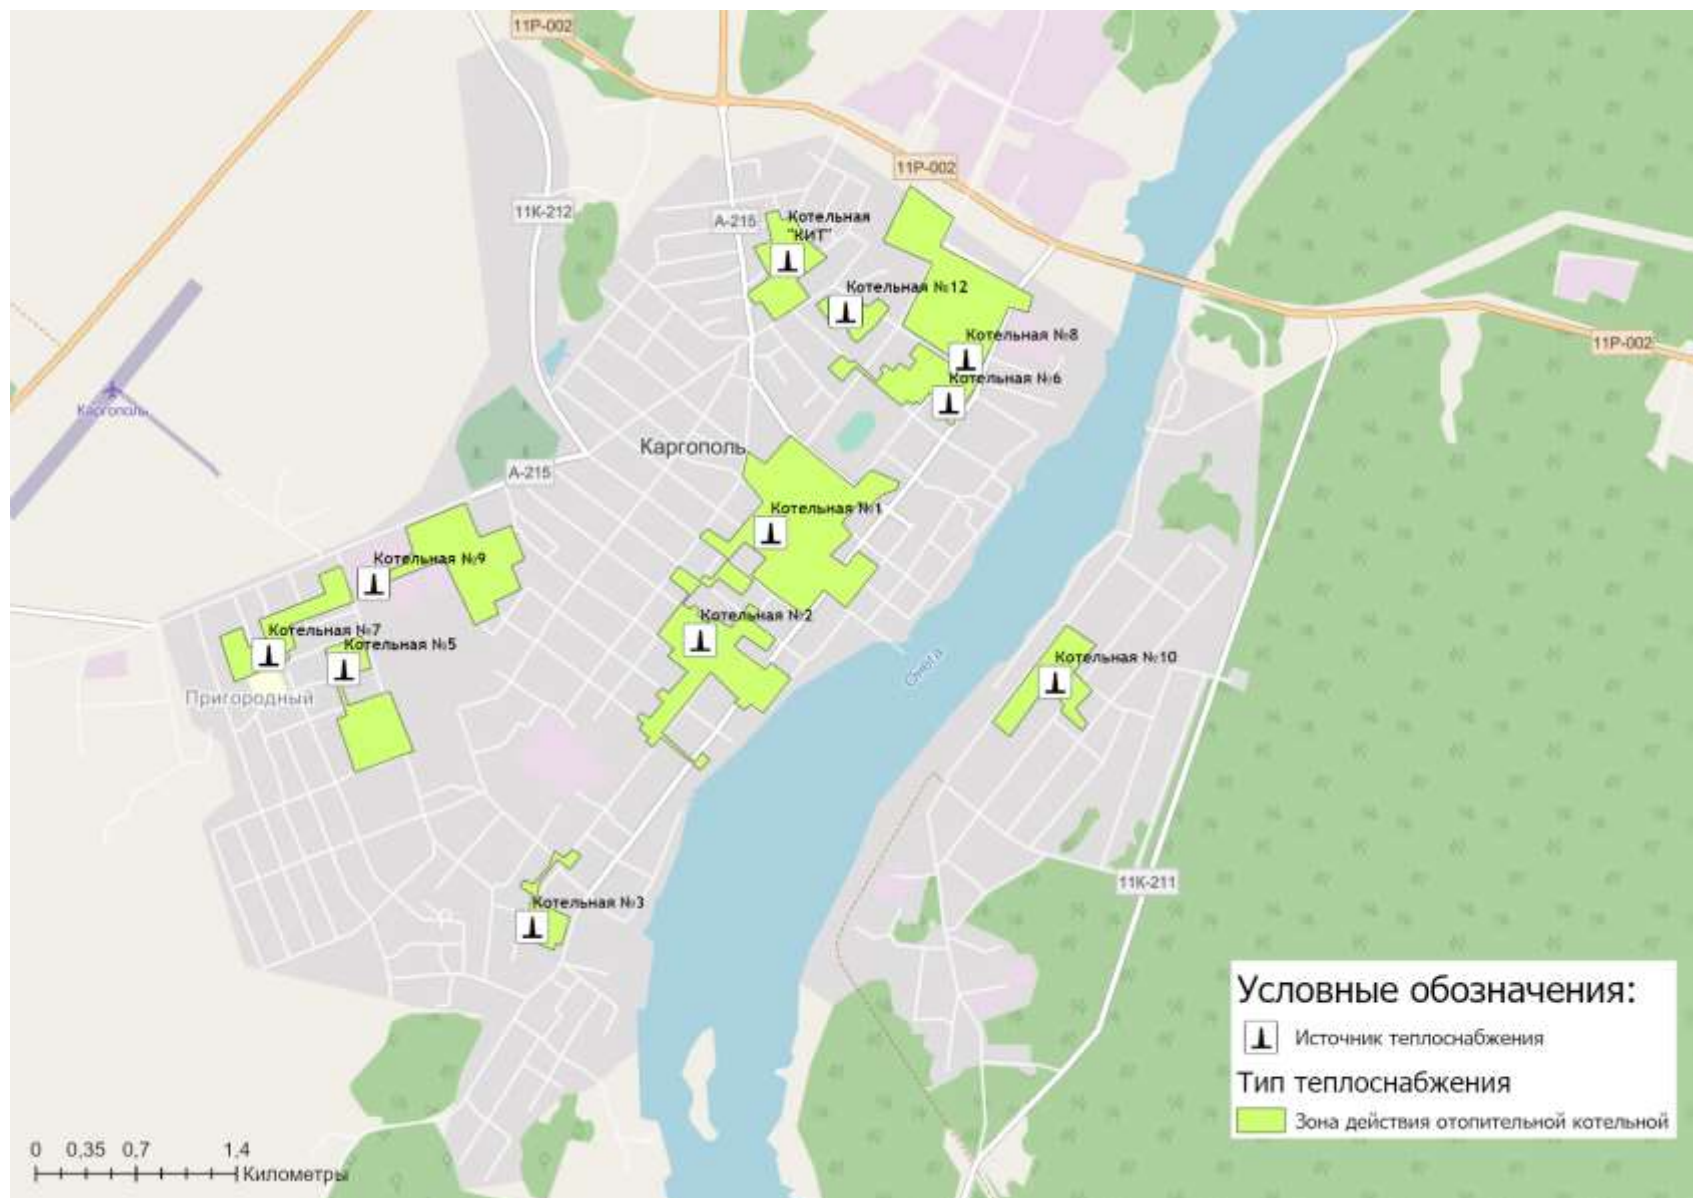 11Р-002
11Р-002
11К-212
А-215
Котельная
"КИТ"
Котельная №12
Котельная №8
11Р-002
Котельная №6
Каргополь
Каргополь
А-215
Котельная №1
Котельная №9
Котельная №2
Котельная №7
Котельная №5
Пригородный
Онега
Котельная №10
11К-211
Котельная №3
Условные обозначения:
Источник теплоснабжения
Тип теплоснабжения
Зона действия отопительной котельной
0 0,35 0,7 1,4
Километры